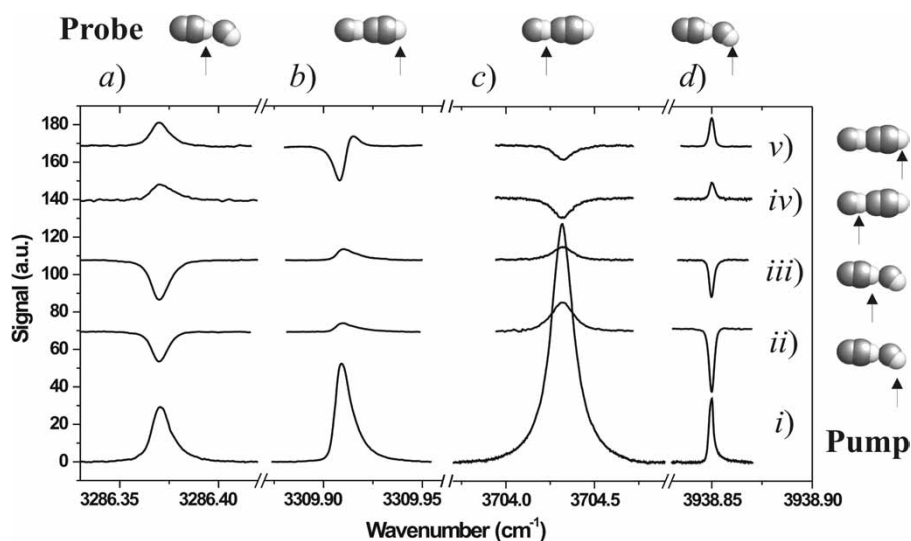 Probe
a) b) c) d)
180
160
140
120
100
80
60
40
20
0
Signal (a.u.)
v)
iv)
iii)
ii)
i)
Pump
3286.35 3286.40 3309.90 3309.95 3704.0 3704.5 3938.85 3938.90
Wavenumber (cm⁻¹)